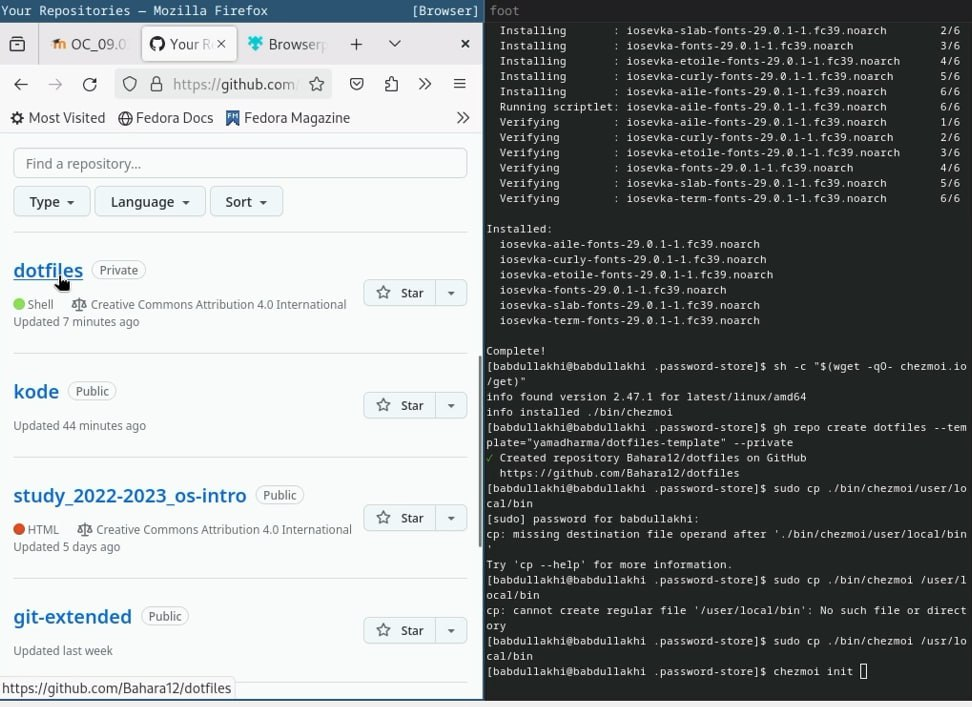 Your Repositories — Mozilla Firefox [Browser]
OC_09.0
Your R
Browserp
https://github.com
Most Visited Fedora Docs Fedora Magazine
Find a repository...
Type Language Sort
dotfiles Private
Star
Shell Creative Commons Attribution 4.0 International
Updated 7 minutes ago
kode Public
Star
Updated 44 minutes ago
study_2022-2023_os-intro Public
Star
HTML Creative Commons Attribution 4.0 International
Updated 5 days ago
git-extended Public
Star
Updated last week
https://github.com/Bahara12/dotfiles
foot
Installing : iosevka-slab-fonts-29.0.1-1.fc39.noarch 2/6
Installing : iosevka-fonts-29.0.1-1.fc39.noarch 3/6
Installing : iosevka-etoile-fonts-29.0.1-1.fc39.noarch 4/6
Installing : iosevka-curly-fonts-29.0.1-1.fc39.noarch 5/6
Installing : iosevka-aile-fonts-29.0.1-1.fc39.noarch 6/6
Running scriptlet: iosevka-aile-fonts-29.0.1-1.fc39.noarch 6/6
Verifying : iosevka-aile-fonts-29.0.1-1.fc39.noarch 1/6
Verifying : iosevka-curly-fonts-29.0.1-1.fc39.noarch 2/6
Verifying : iosevka-etoile-fonts-29.0.1-1.fc39.noarch 3/6
Verifying : iosevka-fonts-29.0.1-1.fc39.noarch 4/6
Verifying : iosevka-slab-fonts-29.0.1-1.fc39.noarch 5/6
Verifying : iosevka-term-fonts-29.0.1-1.fc39.noarch 6/6
Installed:
iosevka-aile-fonts-29.0.1-1.fc39.noarch
iosevka-curly-fonts-29.0.1-1.fc39.noarch
iosevka-etoile-fonts-29.0.1-1.fc39.noarch
iosevka-fonts-29.0.1-1.fc39.noarch
iosevka-slab-fonts-29.0.1-1.fc39.noarch
iosevka-term-fonts-29.0.1-1.fc39.noarch
Complete!
[babdullakhi@babdullakhi .password-store]$ sh -c "$(wget -qO- chezmoi.io
/get)"
info found version 2.47.1 for latest/linux/amd64
info installed ./bin/chezmoi
[babdullakhi@babdullakhi .password-store]$ gh repo create dotfiles --tem
plate="yamadharma/dotfiles-template" --private
✓ Created repository Bahara12/dotfiles on GitHub
https://github.com/Bahara12/dotfiles
[babdullakhi@babdullakhi .password-store]$ sudo cp ./bin/chezmoi/user/lo
cal/bin
[sudo] password for babdullakhi:
cp: missing destination file operand after './bin/chezmoi/user/local/bin
'
Try 'cp --help' for more information.
[babdullakhi@babdullakhi .password-store]$ sudo cp ./bin/chezmoi /user/l
ocal/bin
cp: cannot create regular file '/user/local/bin': No such file or direct
ory
[babdullakhi@babdullakhi .password-store]$ sudo cp ./bin/chezmoi /usr/lo
cal/bin
[babdullakhi@babdullakhi .password-store]$ chezmoi init